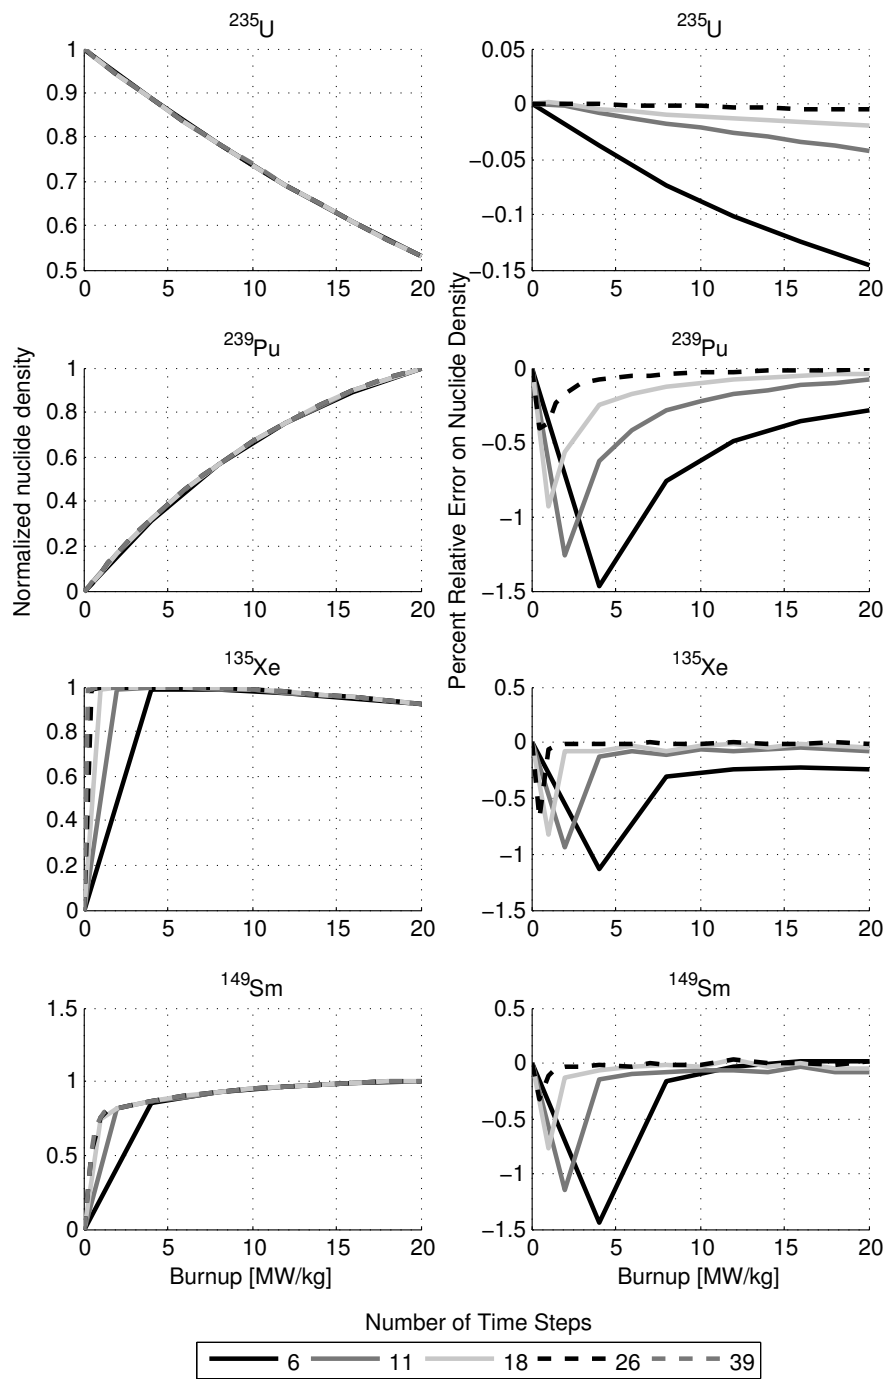 ²³⁵U
1
0.9
0.8
0.7
0.6
0.5
0 5 10 15 20
²³⁵U
0.05
0
−0.05
−0.1
−0.15
0 5 10 15 20
Normalized nuclide density
Percent Relative Error on Nuclide Density
²³⁹Pu
1
0.8
0.6
0.4
0.2
0
0 5 10 15 20
²³⁹Pu
0
−0.5
−1
−1.5
0 5 10 15 20
¹³⁵Xe
1
0.8
0.6
0.4
0.2
0
0 5 10 15 20
¹³⁵Xe
0.5
0
−0.5
−1
−1.5
0 5 10 15 20
¹⁴⁹Sm
1.5
1
0.5
0
0 5 10 15 20
Burnup [MW/kg]
¹⁴⁹Sm
0.5
0
−0.5
−1
−1.5
0 5 10 15 20
Burnup [MW/kg]
Number of Time Steps
6 11 18 26 39